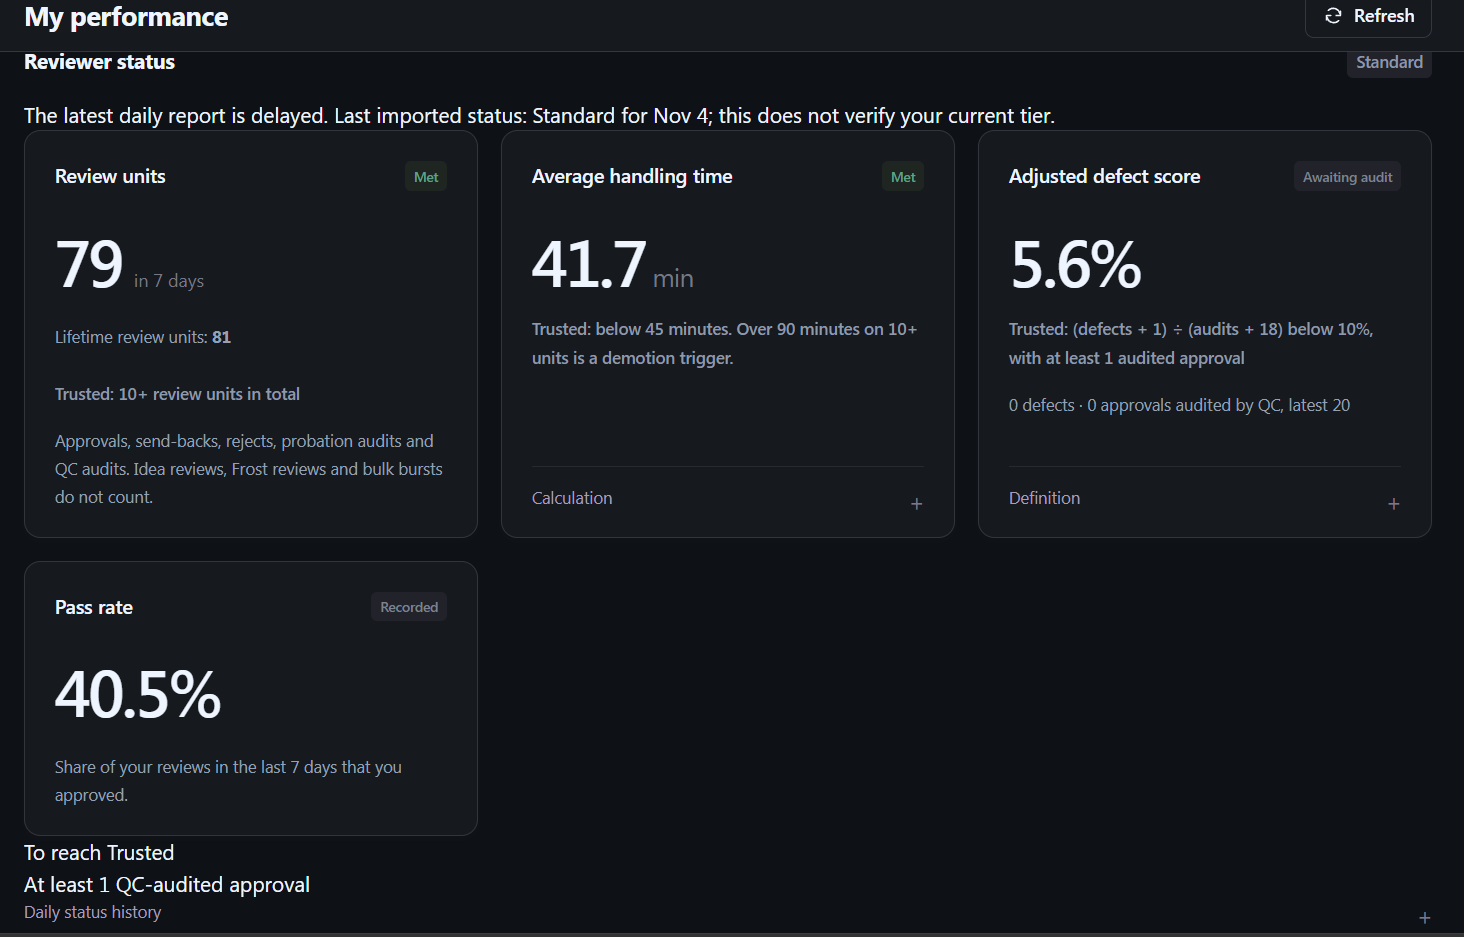 My performance
Refresh
Reviewer status
Standard
The latest daily report is delayed. Last imported status: Standard for Nov 4; this does not verify your current tier.
Review units
Met
79 in 7 days
Lifetime review units: 81
Trusted: 10+ review units in total
Approvals, send-backs, rejects, probation audits and
QC audits. Idea reviews, Frost reviews and bulk bursts
do not count.
Average handling time
Met
41.7 min
Trusted: below 45 minutes. Over 90 minutes on 10+
units is a demotion trigger.
Calculation
+
Adjusted defect score
Awaiting audit
5.6%
Trusted: (defects + 1) ÷ (audits + 18) below 10%,
with at least 1 audited approval
0 defects · 0 approvals audited by QC, latest 20
Definition
+
Pass rate
Recorded
40.5%
Share of your reviews in the last 7 days that you
approved.
To reach Trusted
At least 1 QC-audited approval
Daily status history
+